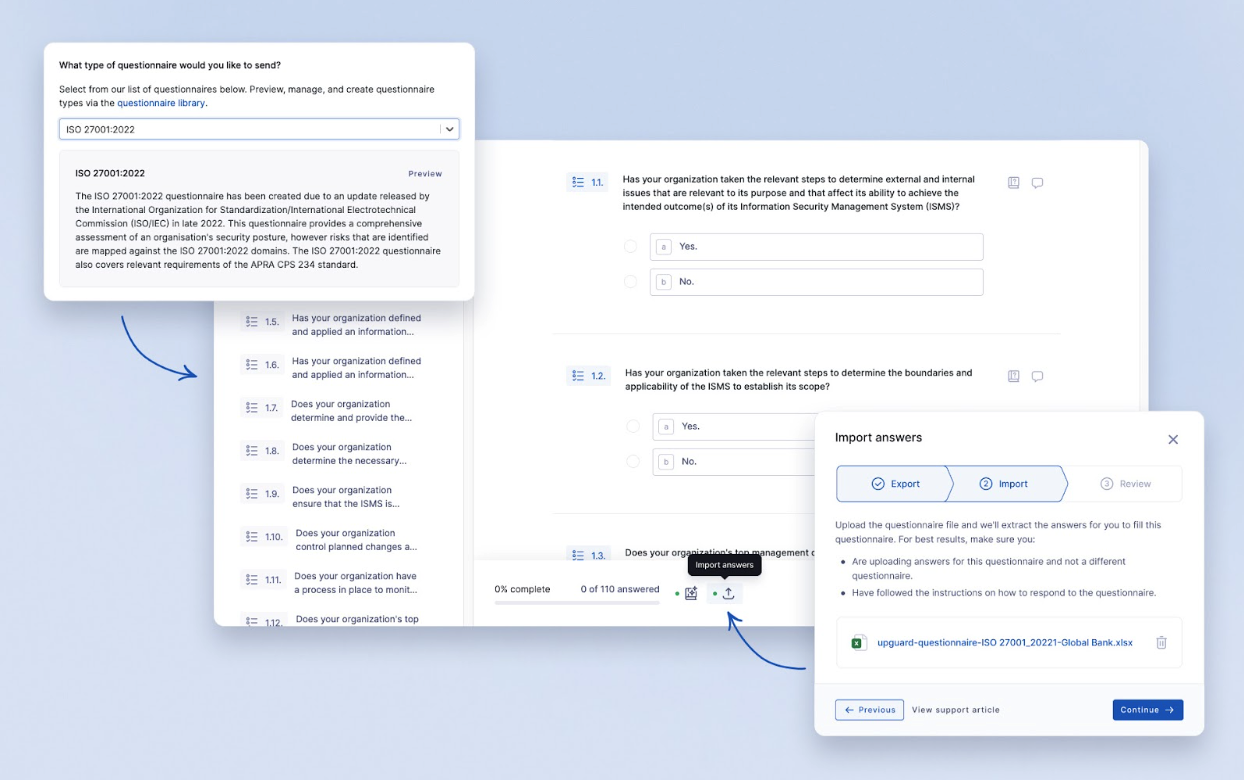 What type of questionnaire would you like to send?
Select from our list of questionnaires below. Preview, manage, and create questionnaire
types via the questionnaire library.
ISO 27001:2022
ISO 27001:2022
Preview
The ISO 27001:2022 questionnaire has been created due to an update released by
the International Organization for Standardization/International Electrotechnical
Commission (ISO/IEC) in late 2022. This questionnaire provides a comprehensive
assessment of an organisation's security posture, however risks that are identified
are mapped against the ISO 27001:2022 domains. The ISO 27001:2022 questionnaire
also covers relevant requirements of the APRA CPS 234 standard.
1.5. Has your organization defined
and applied an information...
1.6. Has your organization defined
and applied an information...
1.7. Does your organization
determine and provide the...
1.8. Does your organization
determine the necessary...
1.9. Does your organization
ensure that the ISMS is...
1.10. Does your organization
control planned changes a...
1.11. Does your organization have
a process in place to monit...
1.12. Does your organization's top
1.1. Has your organization taken the relevant steps to determine external and internal
issues that are relevant to its purpose and that affect its ability to achieve the
intended outcome(s) of its Information Security Management System (ISMS)?
a Yes.
b No.
1.2. Has your organization taken the relevant steps to determine the boundaries and
applicability of the ISMS to establish its scope?
a Yes.
b No.
1.3. Does your organization's top management
Import answers
0% complete
0 of 110 answered
Import answers
Export
2 Import
3 Review
Upload the questionnaire file and we'll extract the answers for you to fill this
questionnaire. For best results, make sure you:
• Are uploading answers for this questionnaire and not a different
questionnaire.
• Have followed the instructions on how to respond to the questionnaire.
upguard-questionnaire-ISO 27001_20221-Global Bank.xlsx
Previous
View support article
Continue